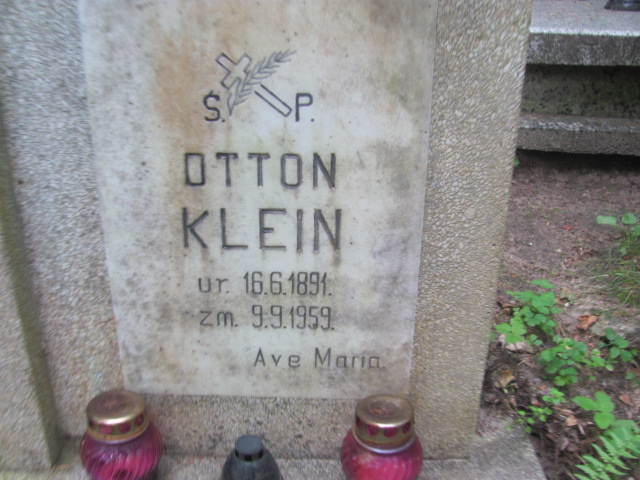 Ś. P.
OTTON
KLEIN
ur. 16.6.1891.
zm. 9.9.1959.
Ave Maria.